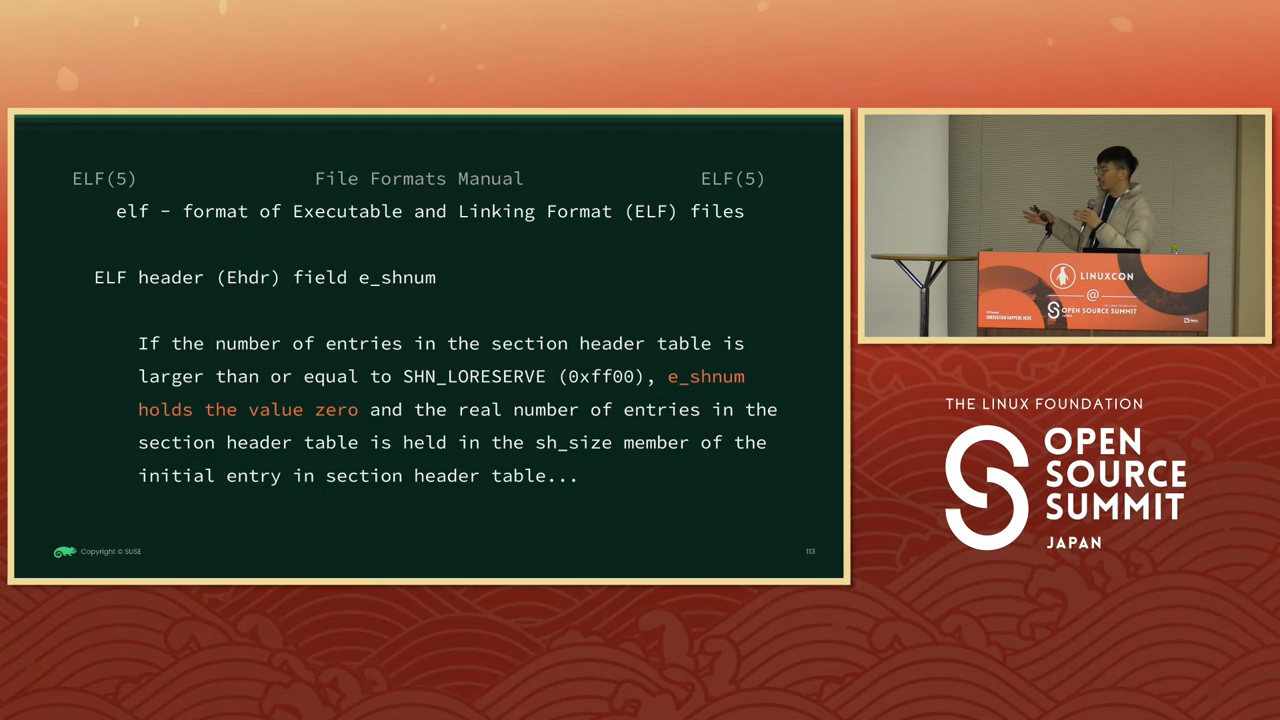 ELF(5) File Formats Manual ELF(5)
elf - format of Executable and Linking Format (ELF) files
ELF header (Ehdr) field e_shnum
If the number of entries in the section header table is
larger than or equal to SHN_LORESERVE (0xff00), e_shnum
holds the value zero and the real number of entries in the
section header table is held in the sh_size member of the
initial entry in section header table...
Copyright © SUSE
113
LINUXCON
@
OPEN SOURCE SUMMIT
THE LINUX FOUNDATION
OPEN
SOURCE
SUMMIT
JAPAN